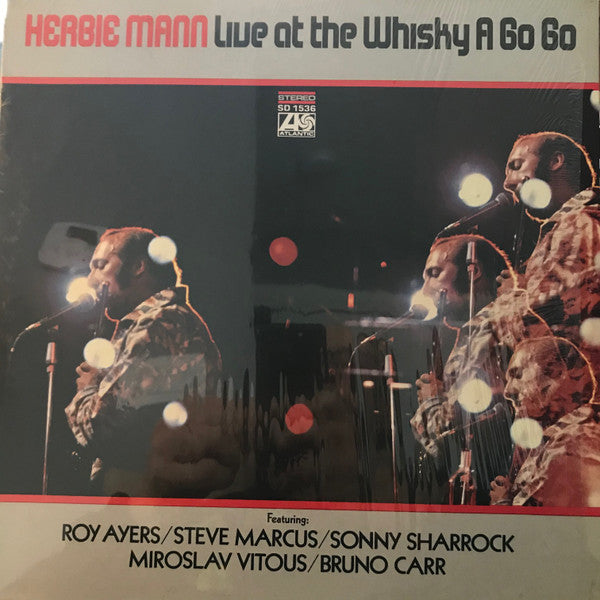 HERBIE MANN Live at the Whisky A Go Go
STEREO
SD 1536
ATLANTIC
Featuring:
ROY AYERS/STEVE MARCUS/SONNY SHARROCK
MIROSLAV VITOUS/BRUNO CARR